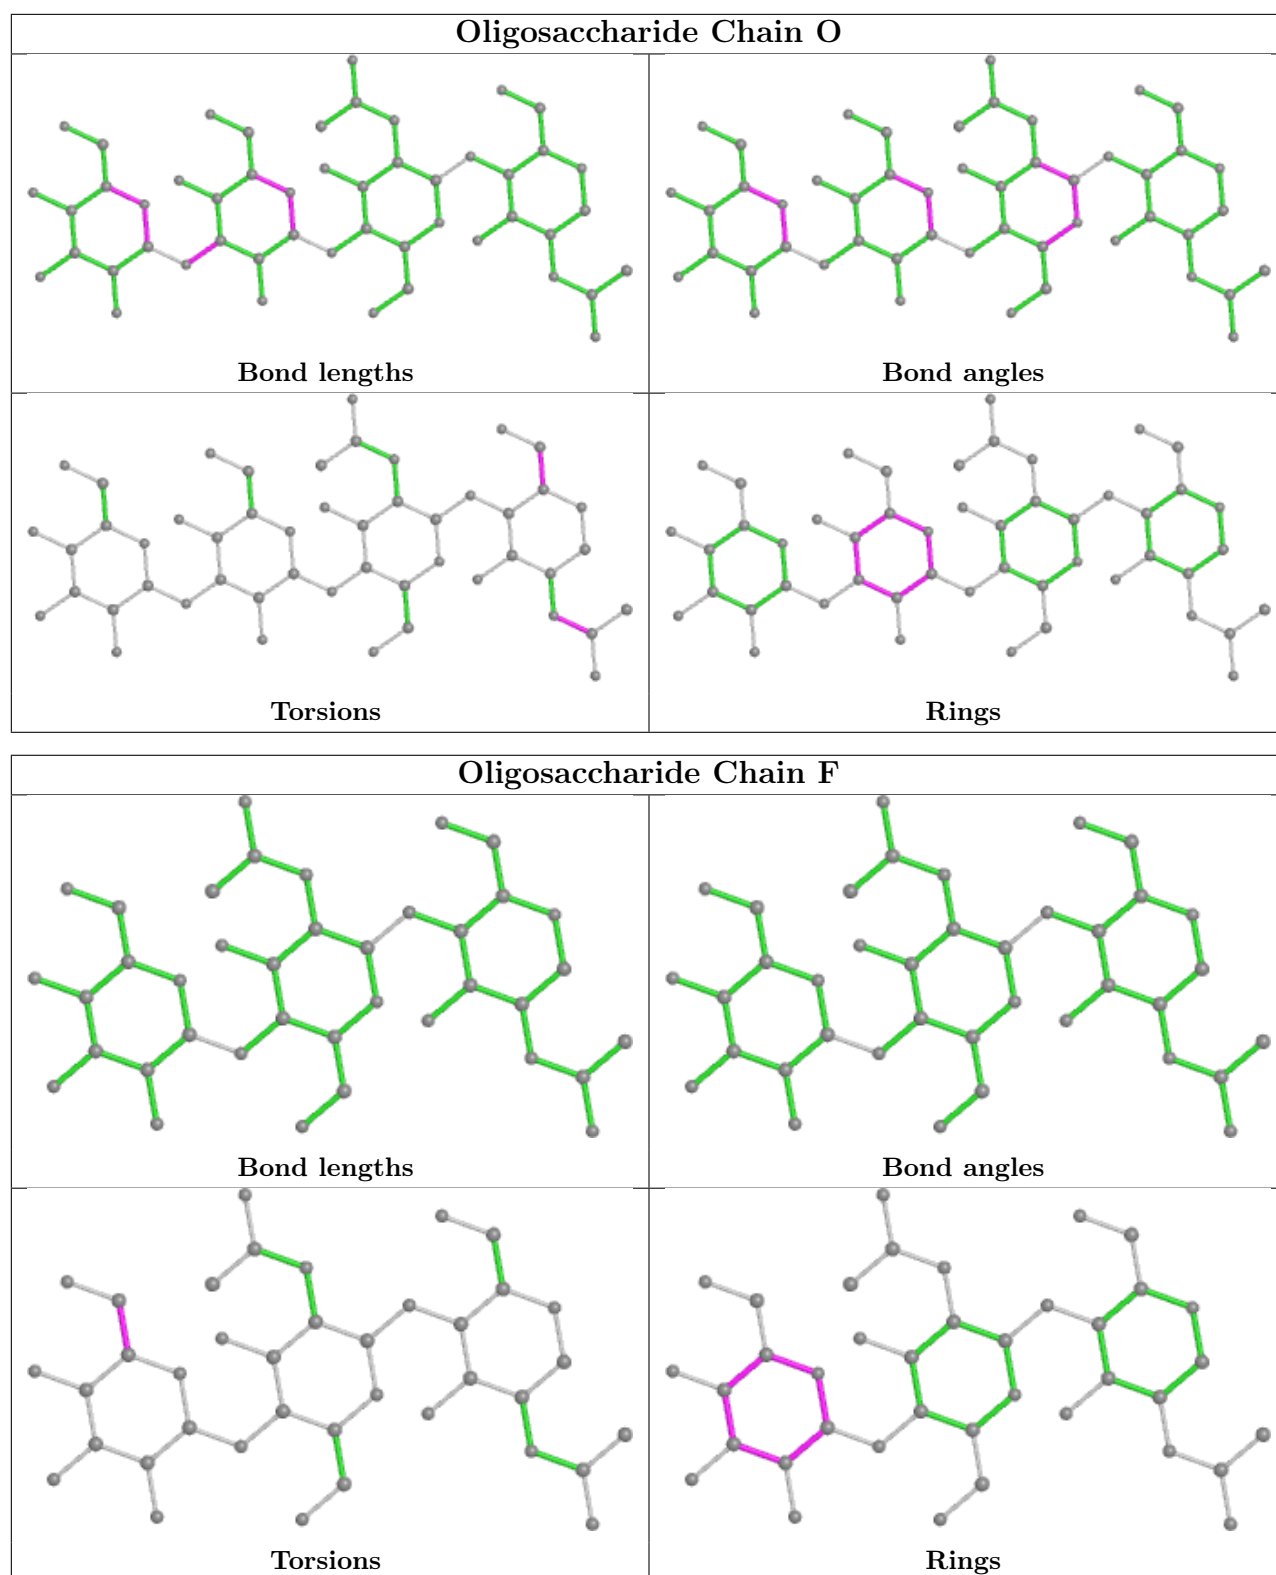 Oligosaccharide Chain O
Bond lengths
Bond angles
Torsions
Rings
Oligosaccharide Chain F
Bond lengths
Bond angles
Torsions
Rings